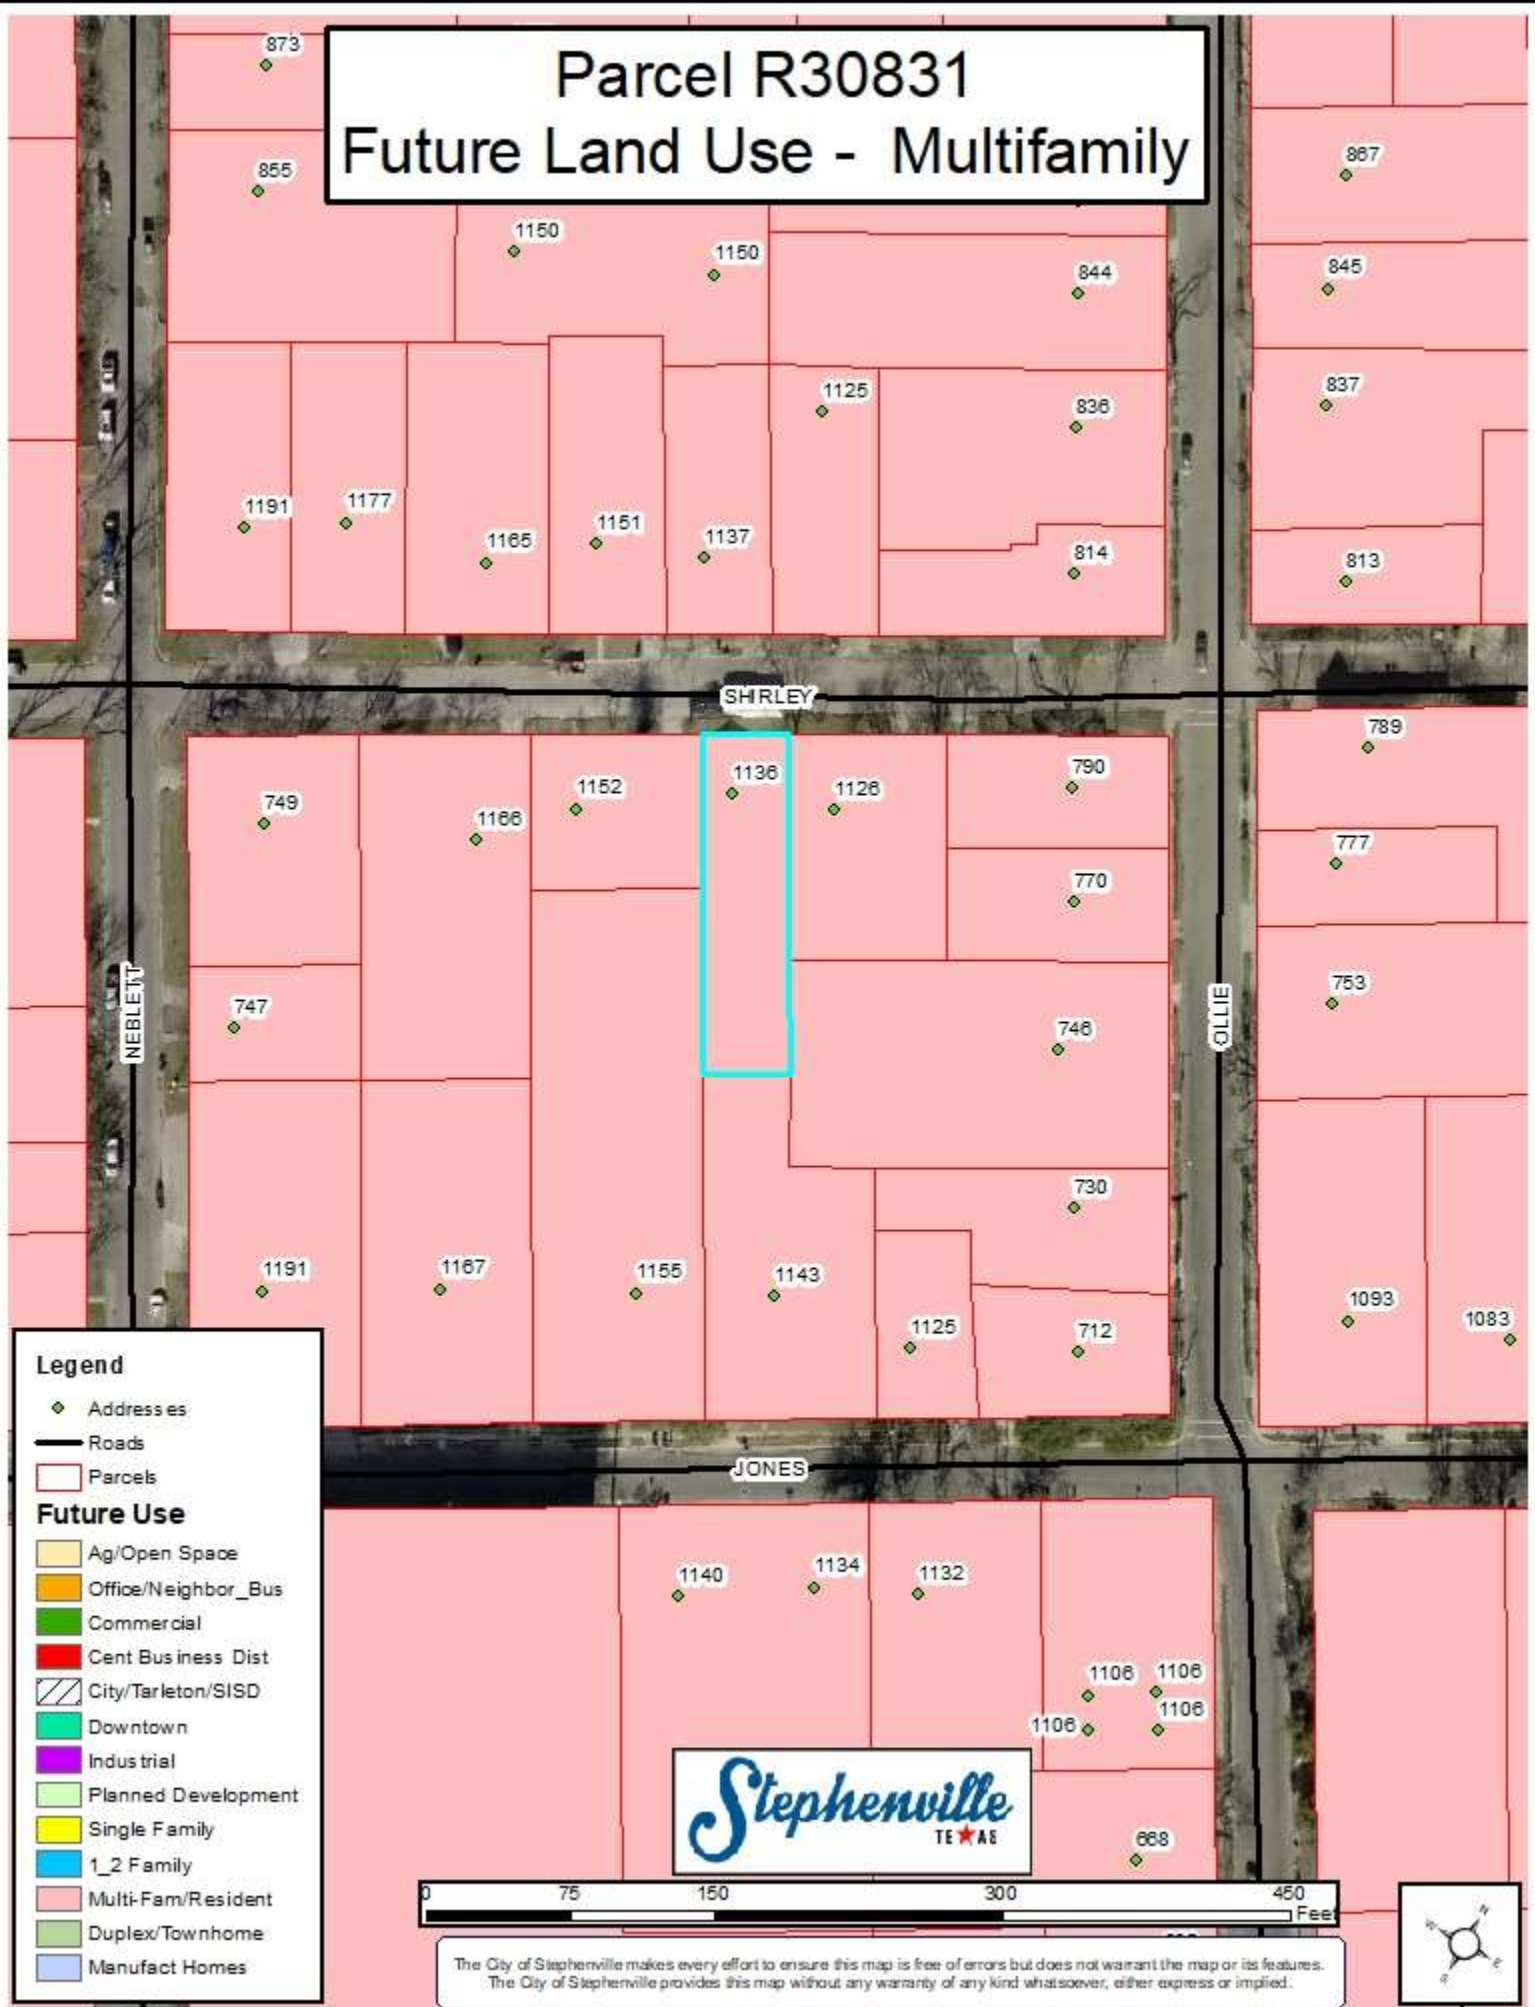 Parcel R30831
Future Land Use - Multifamily
873
855
867
1150
1150
844
845
1125
836
837
1191
1177
1165
1151
1137
814
813
SHIRLEY
789
749
1166
1152
1136
1126
790
777
770
NEBLETT
747
746
OLLIE
753
730
1191
1167
1155
1143
1125
712
1093
1083
JONES
1140
1134
1132
1106
1106
1106
1106
668
Legend
Addresses
Roads
Parcels
Future Use
Ag/Open Space
Office/Neighbor_Bus
Commercial
Cent Business Dist
City/Tarleton/SISD
Downtown
Industrial
Planned Development
Single Family
1_2 Family
Multi-Fam/Resident
Duplex/Townhome
Manufact Homes
Stephenville
TEXAS
0 75 150 300 450
Feet
N
E
S
W
The City of Stephenville makes every effort to ensure this map is free of errors but does not warrant the map or its features.
The City of Stephenville provides this map without any warranty of any kind whatsoever, either express or implied.